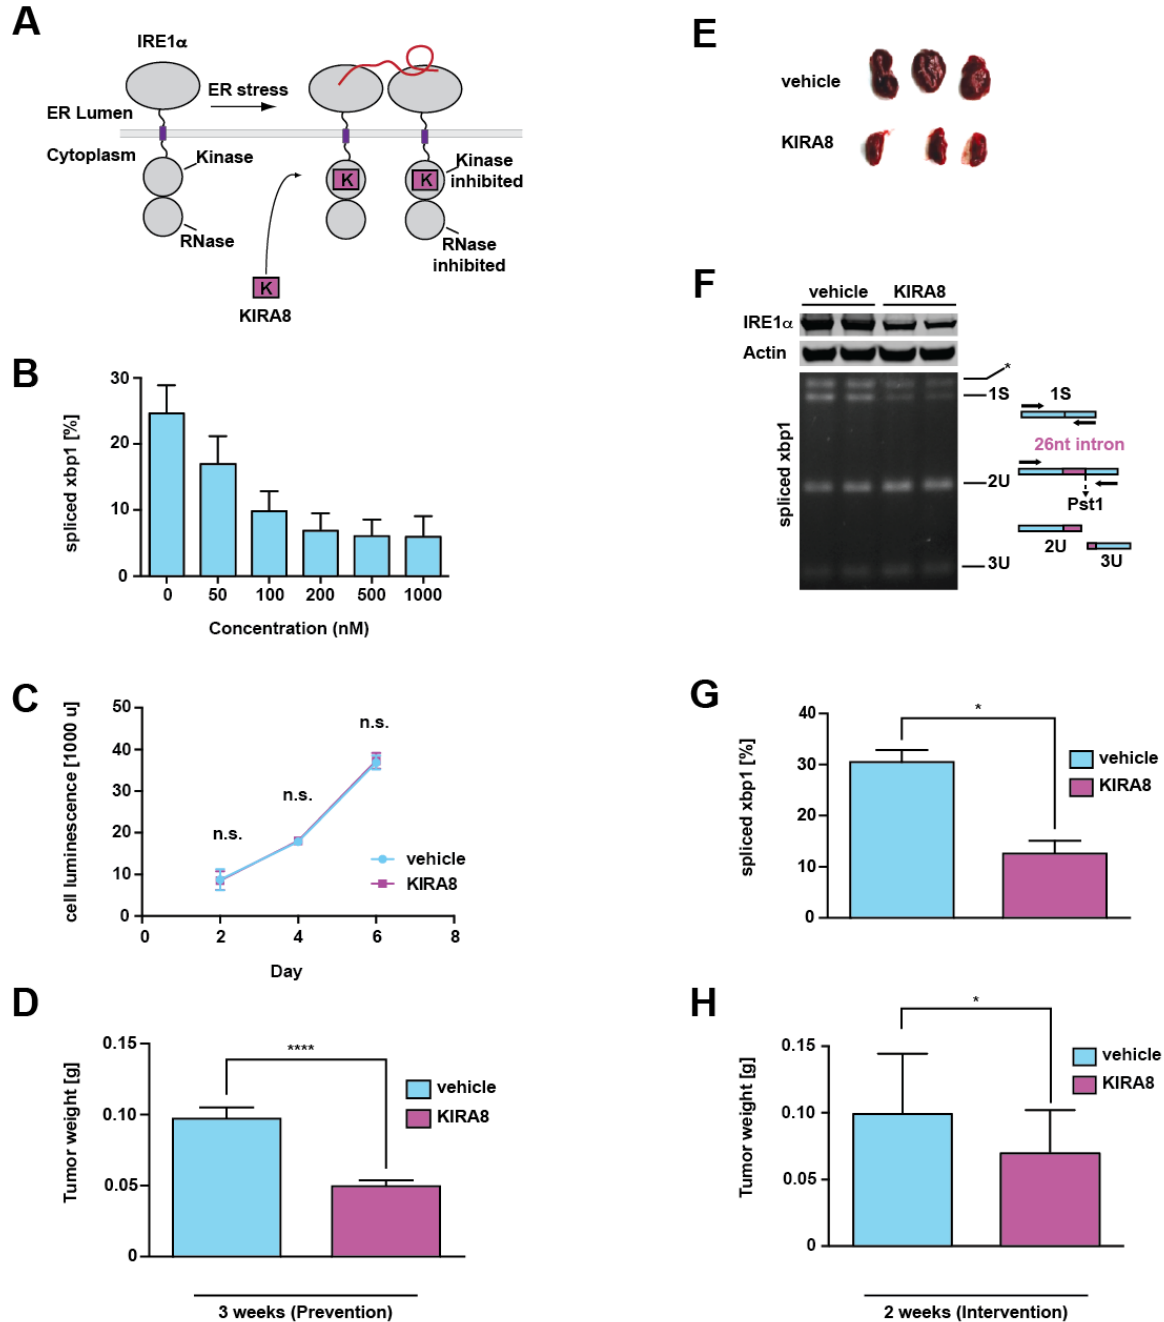 A
IRE1α
ER stress
ER Lumen
Cytoplasm
Kinase
K
K
Kinase
inhibited
RNase
RNase
inhibited
K
KIRA8
B
spliced xbp1 [%]
30
20
10
0
0 50 100 200 500 1000
Concentration (nM)
C
cell luminescence [1000 u]
50
40
30
20
10
0
n.s.
n.s.
n.s.
vehicle
KIRA8
0 2 4 6 8
Day
D
Tumor weight [g]
0.15
0.10
0.05
0
****
vehicle
KIRA8
3 weeks (Prevention)
E
vehicle
KIRA8
F
vehicle KIRA8
IRE1α
Actin
spliced xbp1
*
1S
2U
3U
1S
26nt intron
Pst1
2U
3U
G
spliced xbp1 [%]
40
30
20
10
0
*
vehicle
KIRA8
H
Tumor weight [g]
0.15
0.10
0.05
0
*
vehicle
KIRA8
2 weeks (Intervention)